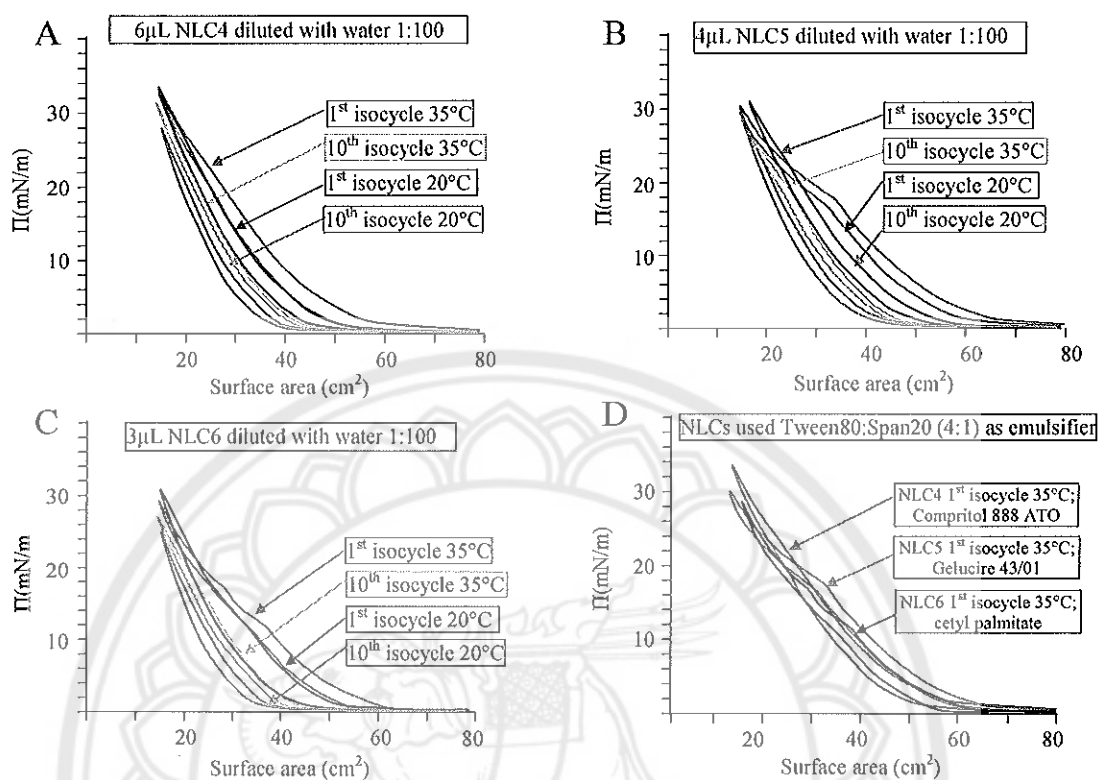 A
6μL NLC4 diluted with water 1:100
Π(mN/m)
30
20
10
1st isocycle 35°C
10th isocycle 35°C
1st isocycle 20°C
10th isocycle 20°C
20
40
60
80
Surface area (cm²)
B
4μL NLC5 diluted with water 1:100
Π(mN/m
30
20
10
1st isocycle 35°C
10th isocycle 35°C
1st isocycle 20°C
10th isocycle 20°C
20
40
60
80
Surface area (cm²)
C
3μL NLC6 diluted with water 1:100
Π(mN/m
30
20
10
1st isocycle 35°C
10th isocycle 35°C
1st isocycle 20°C
10th isocycle 20°C
20
40
60
80
Surface area (cm²)
D
NLCs used Tween80:Span20 (4:1) as emulsifier
Π(mN/m)
30
20
10
NLC4 1st isocycle 35°C;
Compritol 888 ATO
NLC5 1st isocycle 35°C;
Gelucire 43/01
NLC6 1st isocycle 35°C;
cetyl palmitate
20
40
60
80
Surface area (cm²)